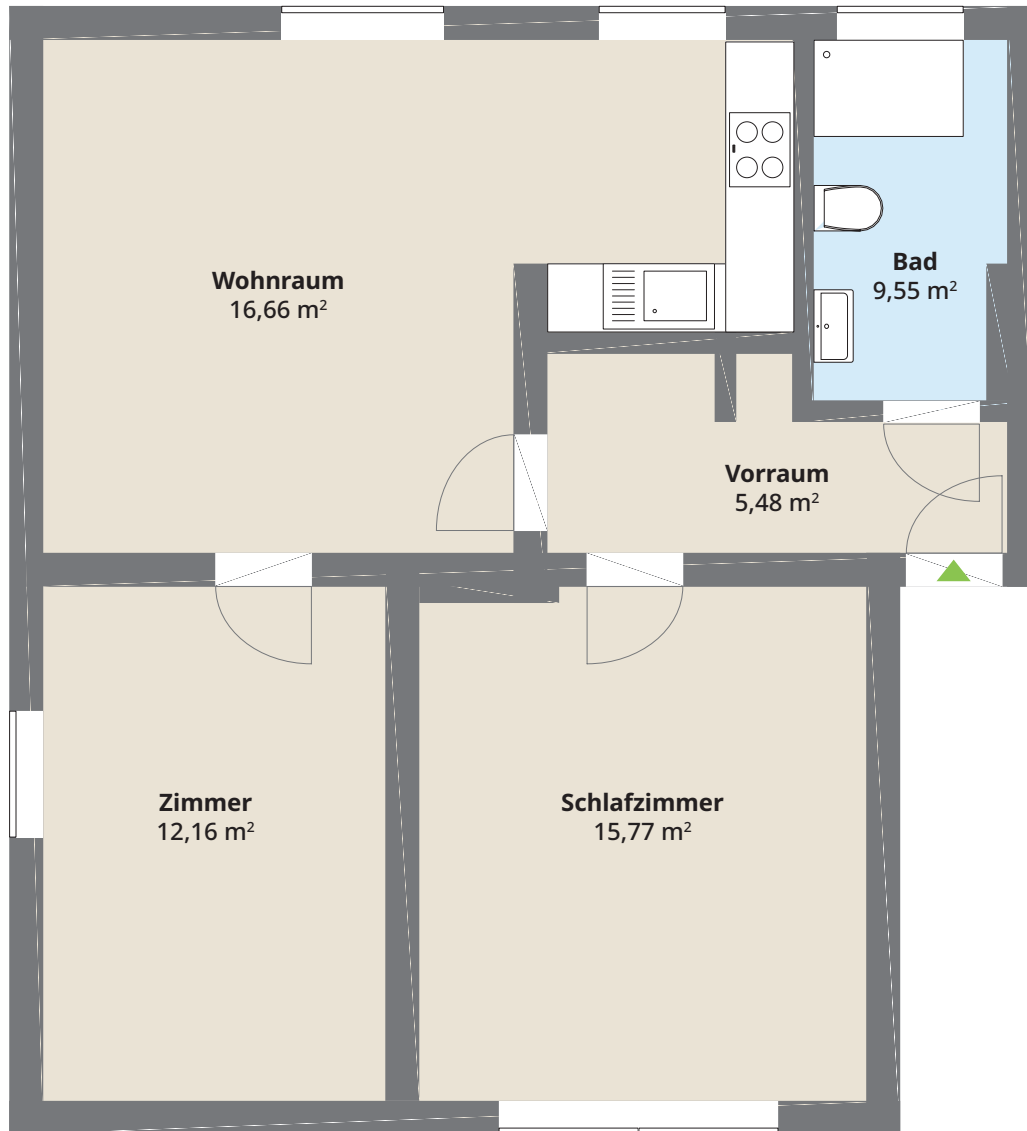 Wohnraum
16,66 m²
Bad
9,55 m²
Vorraum
5,48 m²
Zimmer
12,16 m²
Schlafzimmer
15,77 m²